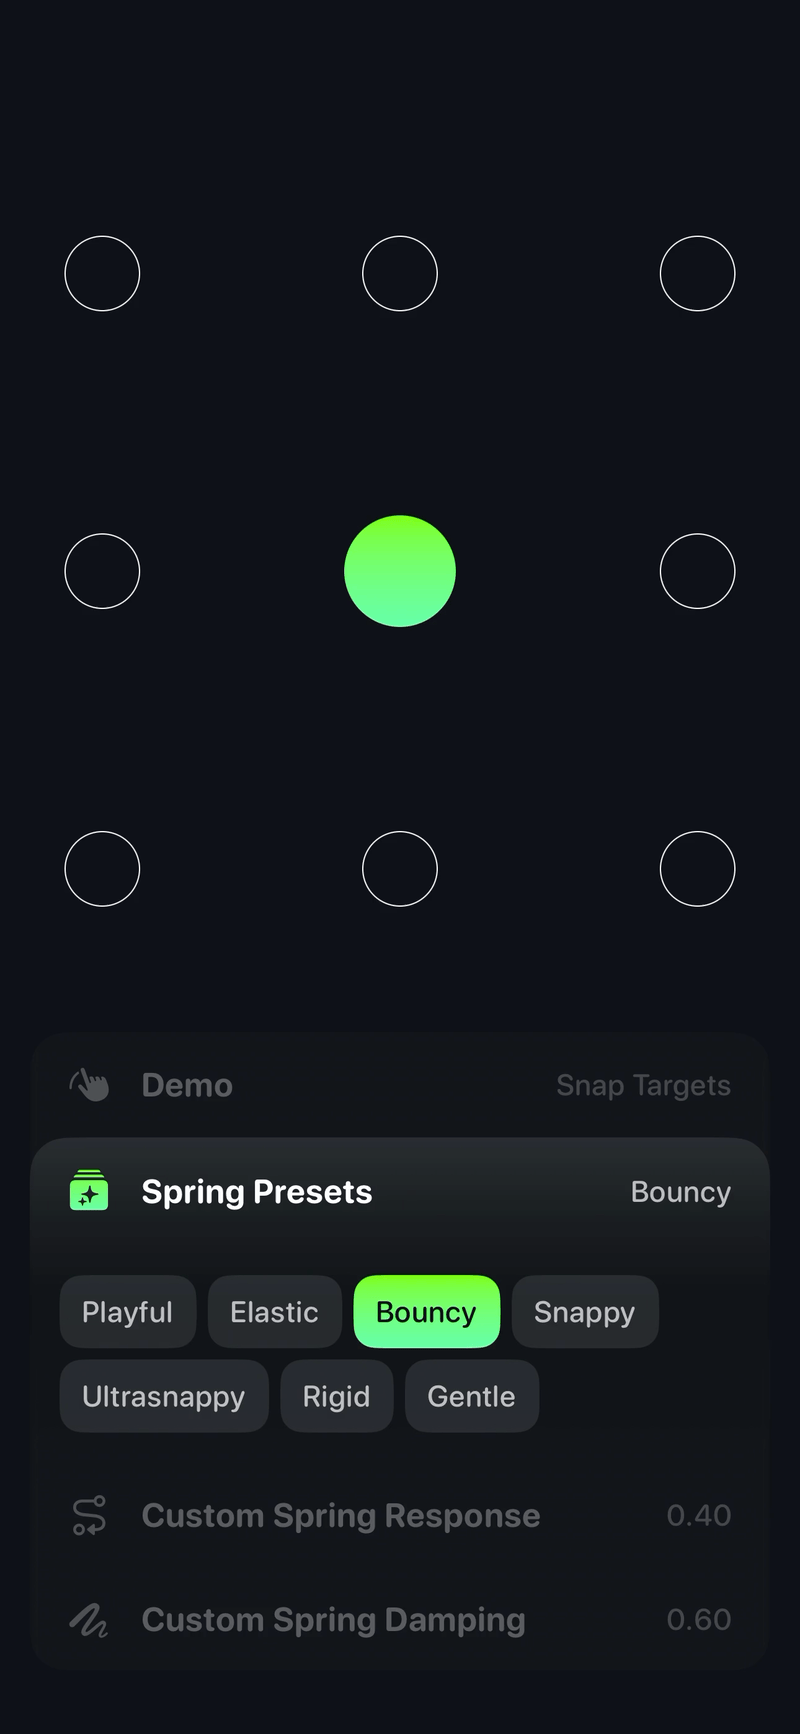 Demo Snap Targets
Spring Presets Bouncy
Playful Elastic Bouncy Snappy
Ultrasnappy Rigid Gentle
Custom Spring Response 0.40
Custom Spring Damping 0.60